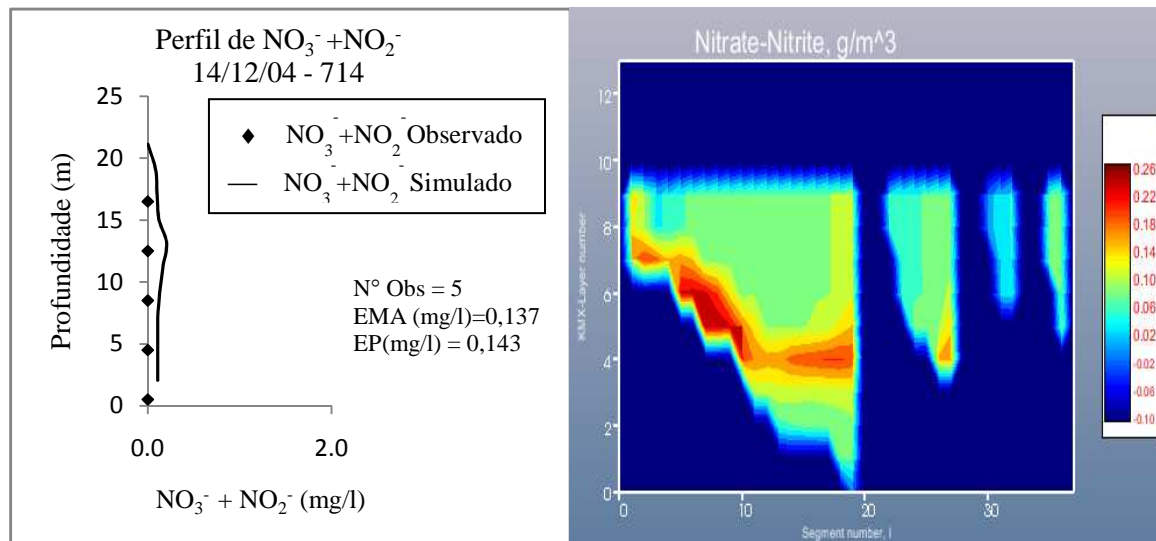 Perfil de NO₃⁻ +NO₂⁻
14/12/04 - 714
25
20
15
10
5
0
Profundidade (m)
NO₃⁻+NO₂⁻Observado
NO₃⁻+NO₂⁻ Simulado
N° Obs = 5
EMA (mg/l)=0,137
EP(mg/l) = 0,143
0.0
2.0
NO₃⁻ + NO₂⁻ (mg/l)
Nitrate-Nitrite, g/m^3
12
10
8
6
4
2
0
KMX-Layer number
0
10
20
30
Segment number, I
0.26
0.22
0.18
0.14
0.10
0.06
0.02
-0.02
-0.06
-0.10